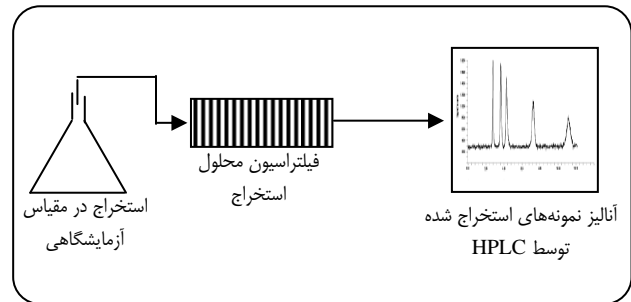 استخراج در مقیاس
آزمایشگاهی
فیلتراسیون محلول
استخراج
آنالیز نمونه‌های استخراج شده
توسط HPLC